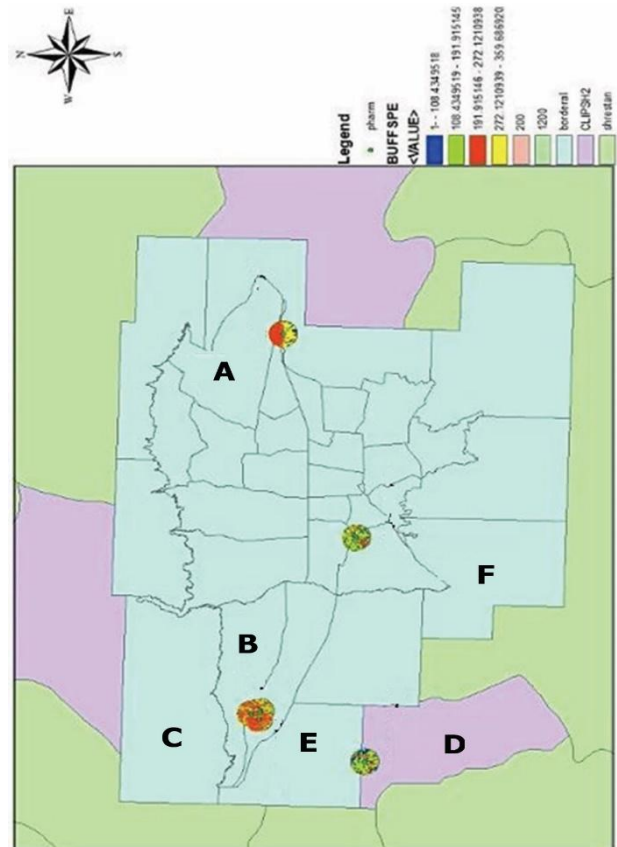 N
E
S
W
Legend
pharm
BUFFSPE
<VALUE>
1-- 108.4349518
108.4349519 - 191.915145
191.915146 - 272.1210938
272.1210939 - 359.686920
200
1200
borderal
CLIPSH2
shrestan
A
B
C
D
E
F